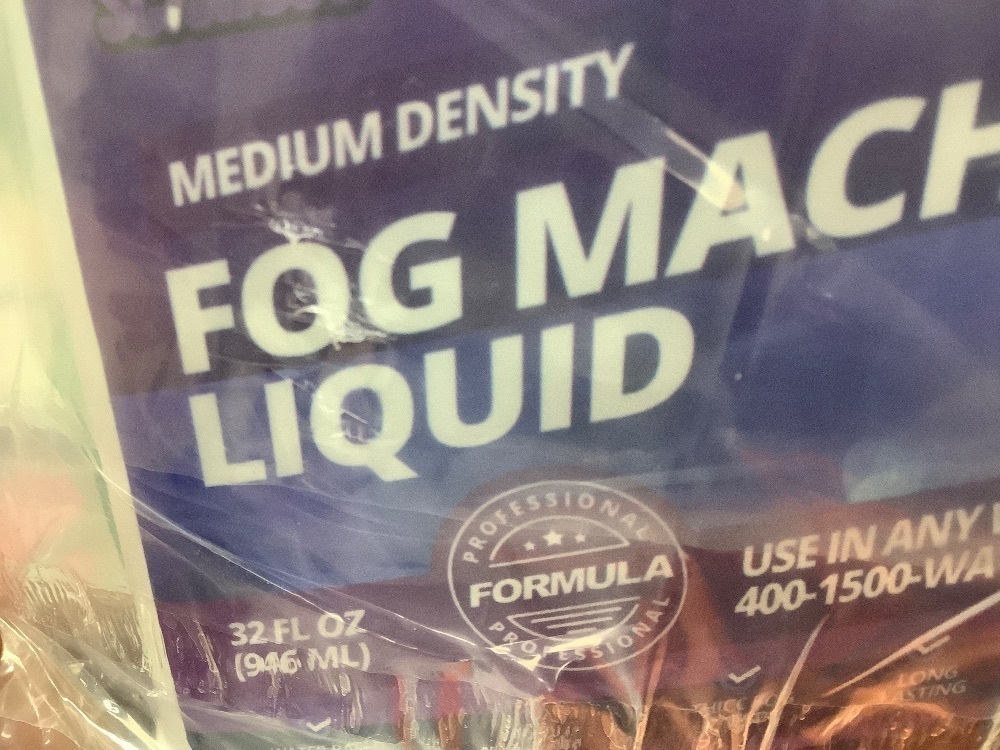 MEDIUM DENSITY
FOG MACH
LIQUID
PROFESSIONAL
FORMULA
PROFESSIONAL
USE IN ANY
400-1500-WA
32 FL OZ
(946 ML)
LONG